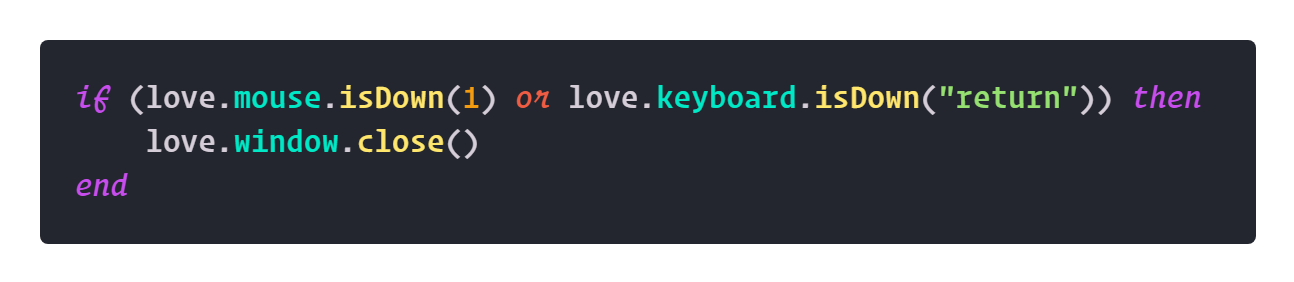 if (love.mouse.isDown(1) or love.keyboard.isDown("return")) then
    love.window.close()
end